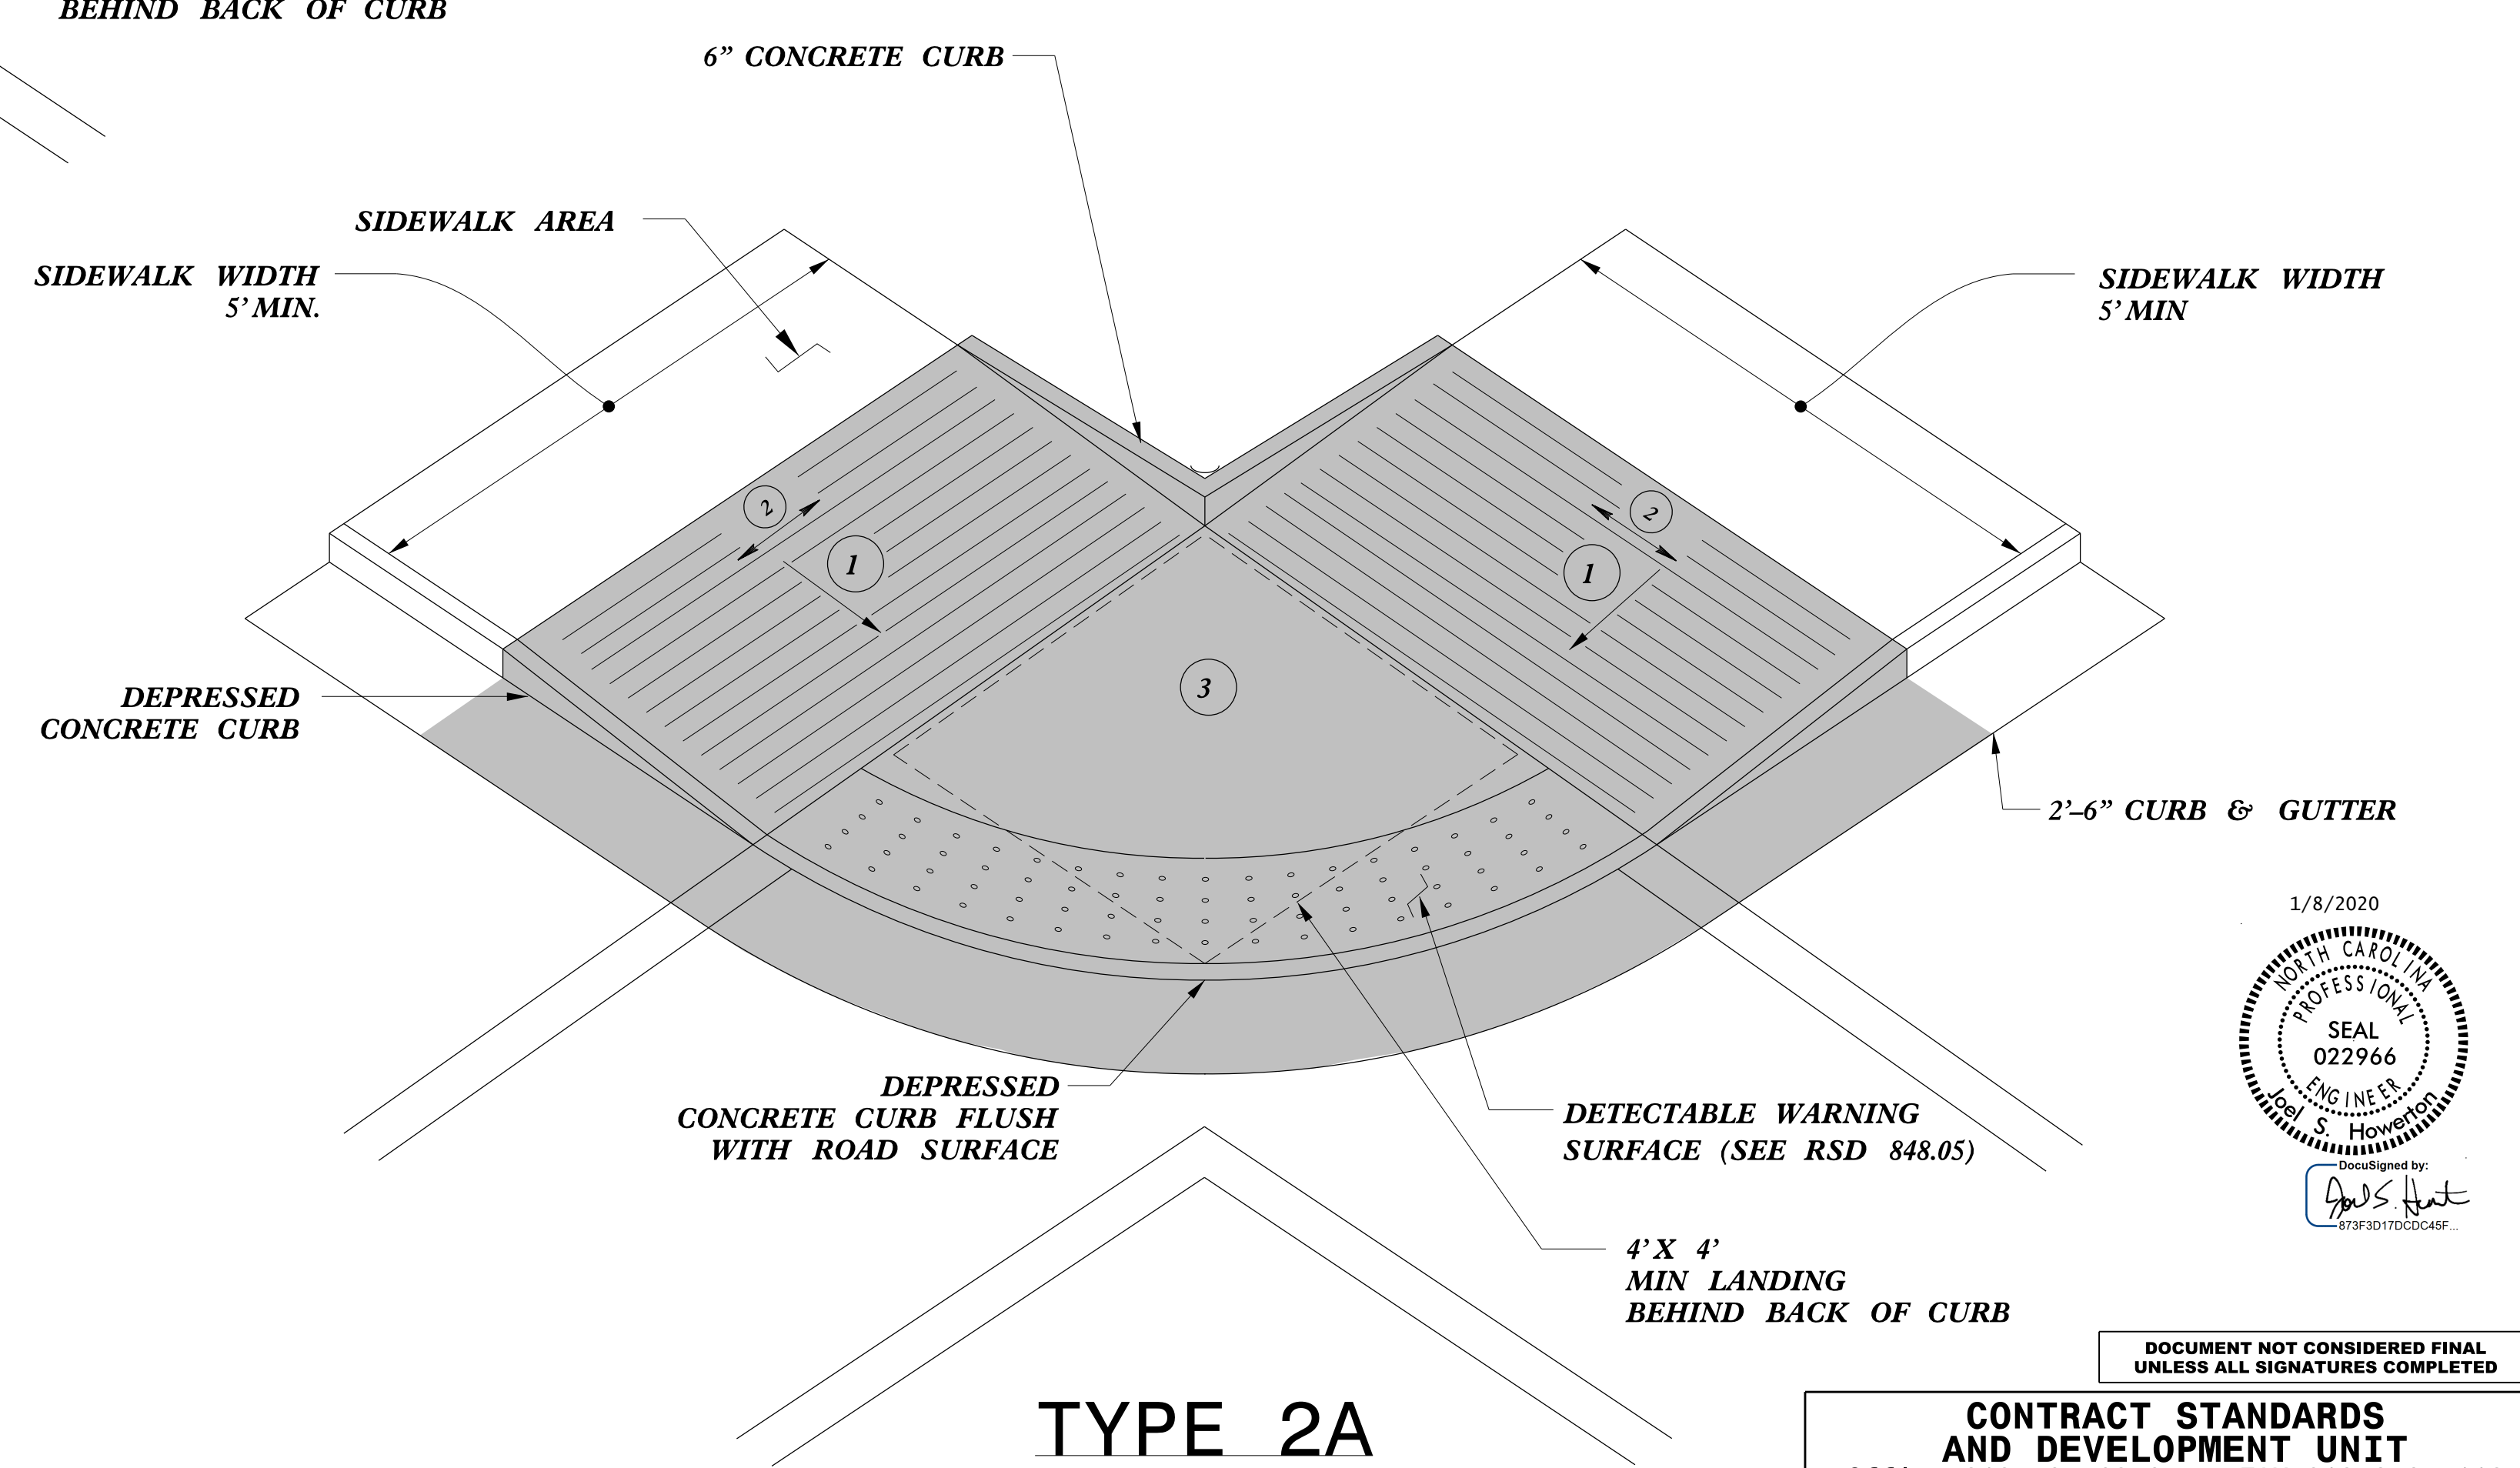 BEHIND BACK OF CURB
6” CONCRETE CURB
SIDEWALK AREA
SIDEWALK WIDTH
5’ MIN.
SIDEWALK WIDTH
5’ MIN
2
1
2
1
3
DEPRESSED
CONCRETE CURB
2’–6” CURB & GUTTER
1/8/2020
NORTH CAROLINA
PROFESSIONAL
SEAL
022966
ENGINEER
Joel S. Howerton
DocuSigned by:
873F3D17DCDC45F...
DEPRESSED
CONCRETE CURB FLUSH
WITH ROAD SURFACE
DETECTABLE WARNING
SURFACE (SEE RSD 848.05)
4’ X 4’
MIN LANDING
BEHIND BACK OF CURB
DOCUMENT NOT CONSIDERED FINAL
UNLESS ALL SIGNATURES COMPLETED
TYPE 2A
CONTRACT STANDARDS
AND DEVELOPMENT UNIT